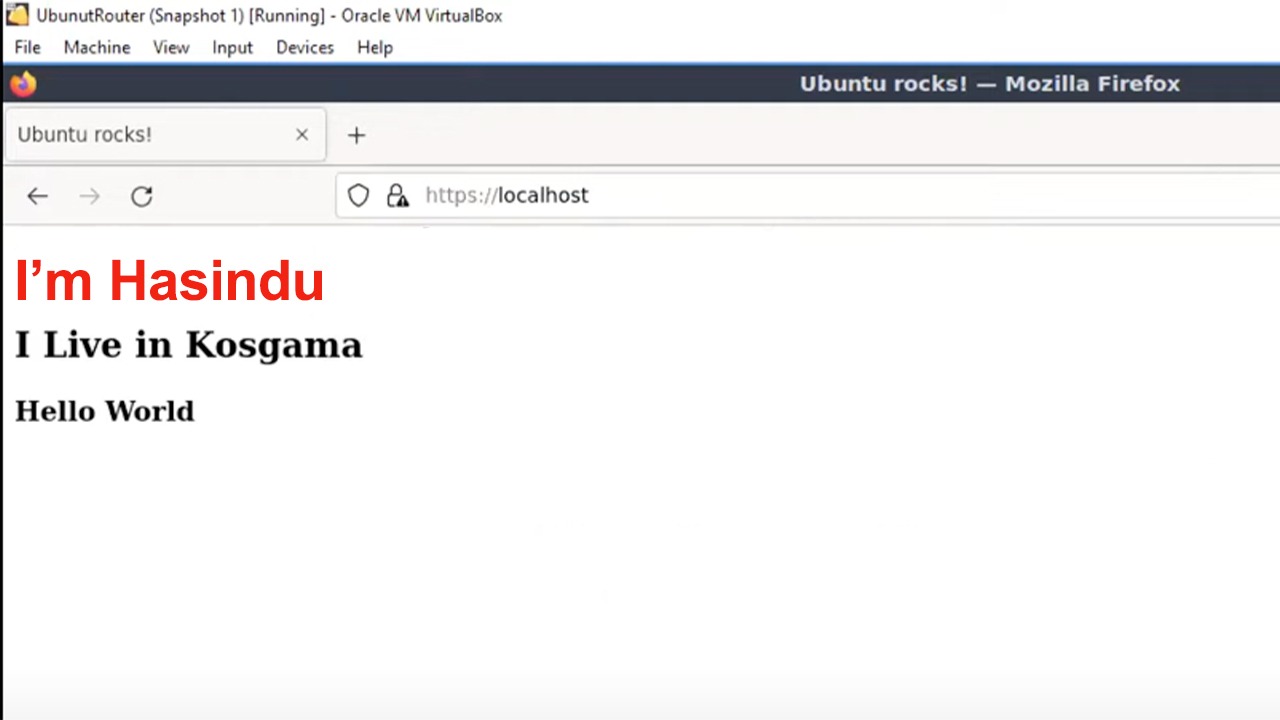 UbunutRouter (Snapshot 1) [Running] - Oracle VM VirtualBox
File Machine View Input Devices Help
Ubuntu rocks! — Mozilla Firefox
Ubuntu rocks!
https://localhost
I’m Hasindu
I Live in Kosgama
Hello World